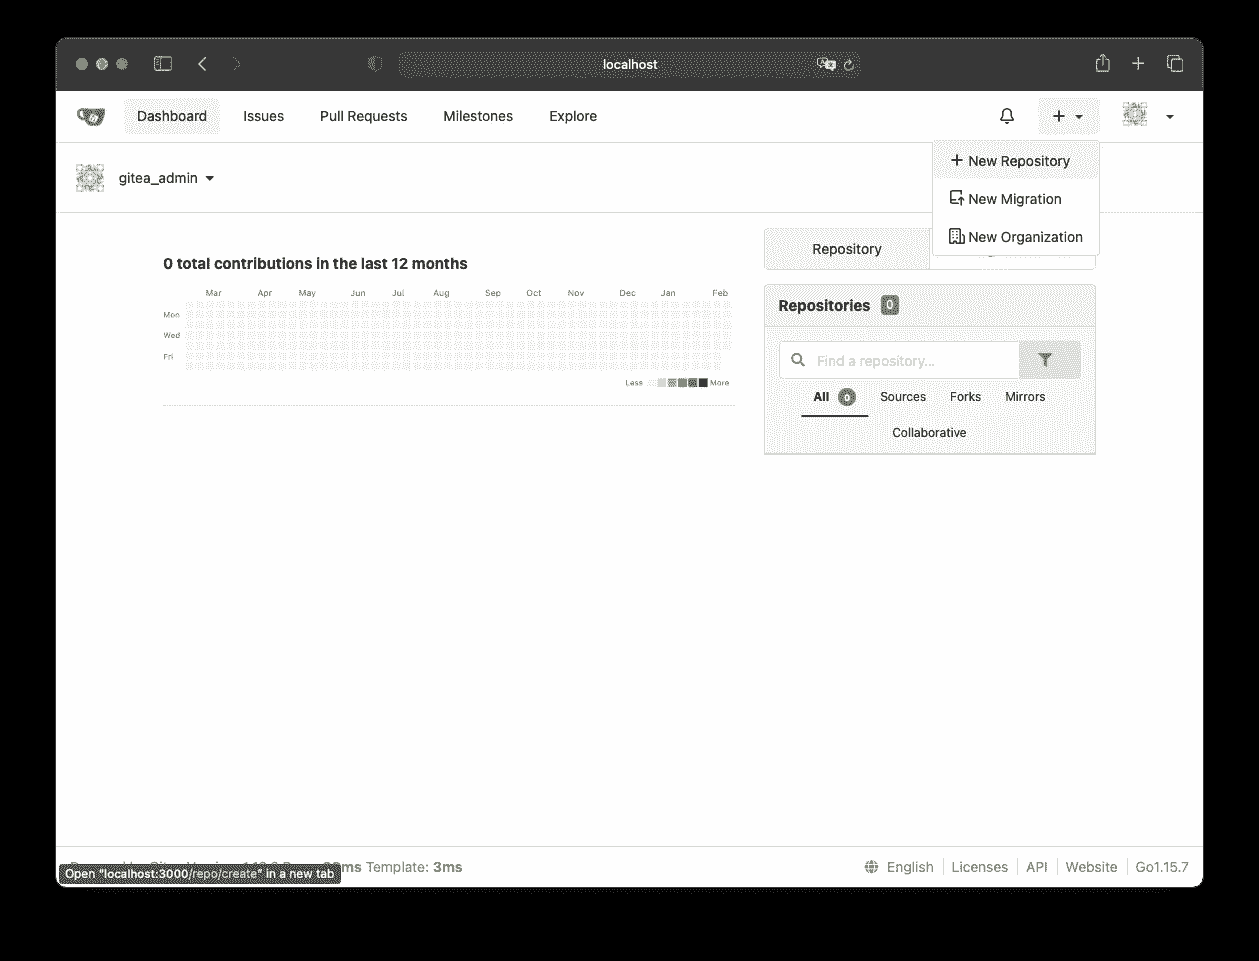 localhost
Dashboard Issues Pull Requests Milestones Explore
gitea_admin
New Repository
New Migration
New Organization
Repository
0 total contributions in the last 12 months
Mar Apr May Jun Jul Aug Sep Oct Nov Dec Jan Feb
Mon
Wed
Fri
Less More
Repositories 0
Find a repository...
All 0 Sources Forks Mirrors
Collaborative
ms Template: 3ms
Open "localhost:3000/repo/create" in a new tab
English Licenses API Website Go1.15.7